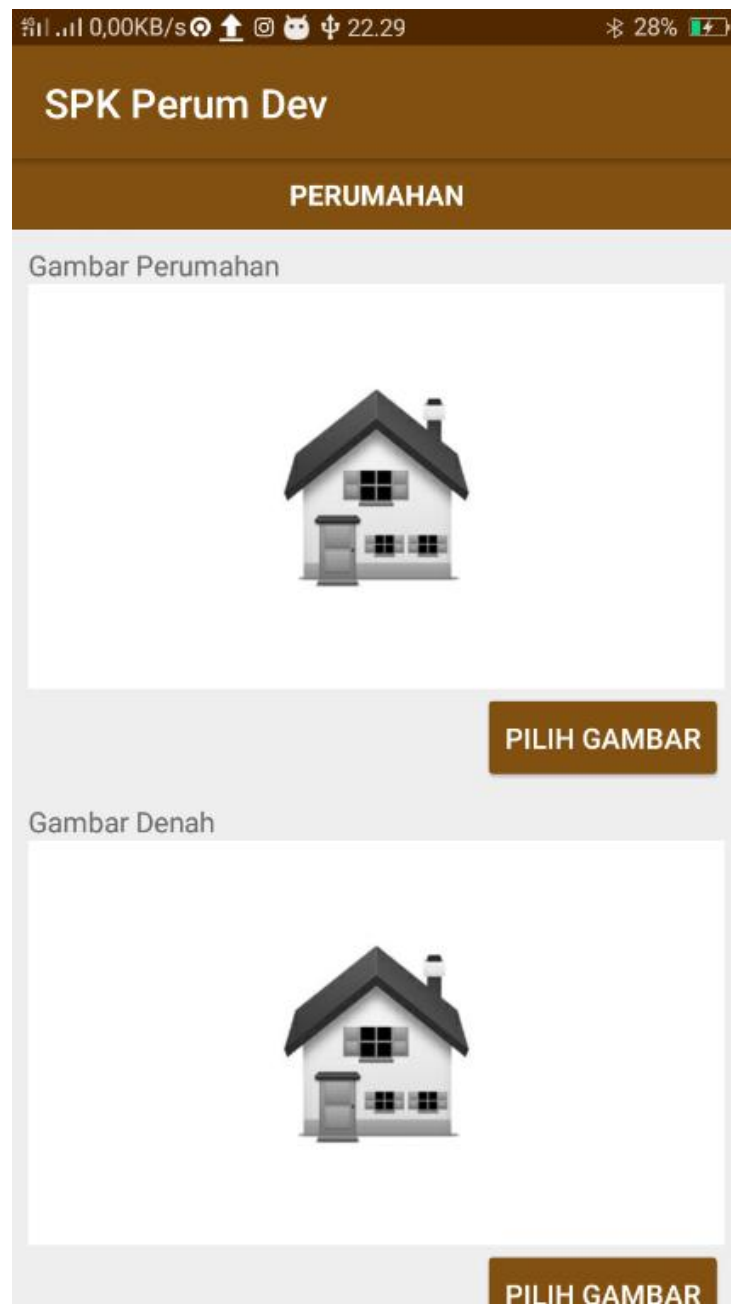 0,00KB/s 22.29 28%
SPK Perum Dev
PERUMAHAN
Gambar Perumahan
PILIH GAMBAR
Gambar Denah
PILIH GAMBAR